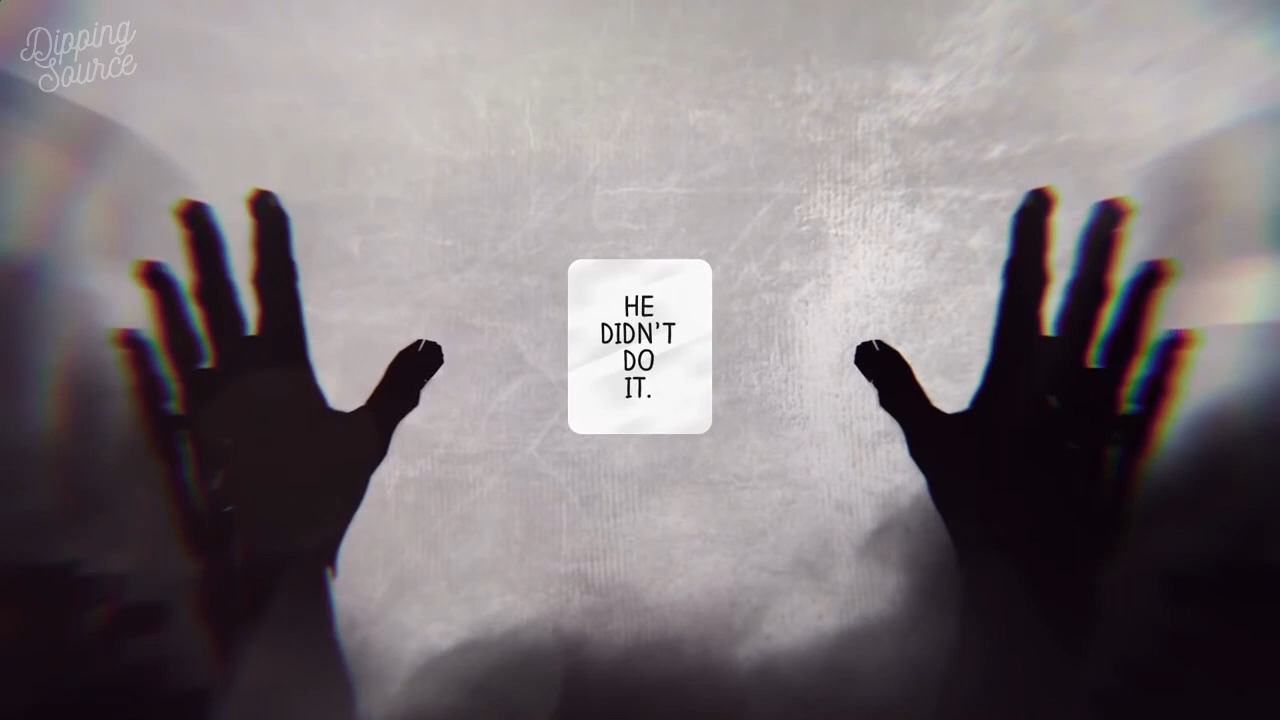 Dipping
Source
HE
DIDN'T
DO
IT.